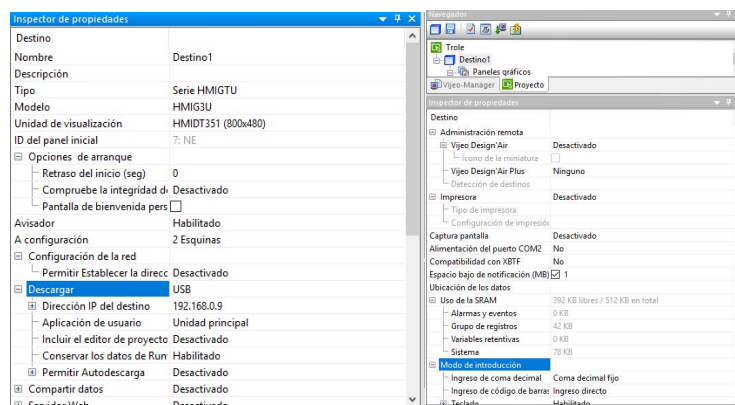 Inspector de propiedades
Destino
Nombre Destino1
Descripción
Tipo Serie HMIGTU
Modelo HMIG3U
Unidad de visualización HMIDT351 (800x480)
ID del panel inicial 7: NE
Opciones de arranque
Retraso del inicio (seg) 0
Compruebe la integridad d Desactivado
Pantalla de bienvenida pers
Avisador Habilitado
A configuración 2 Esquinas
Configuración de la red
Permitir Establecer la direcc Desactivado
Descargar USB
Dirección IP del destino 192.168.0.9
Aplicación de usuario Unidad principal
Incluir el editor de proyecto Desactivado
Conservar los datos de Run Habilitado
Permitir Autodescarga Desactivado
Compartir datos Desactivado
Servidor Web Desactivado
Navegador
Trole
Destino1
Paneles gráficos
Vijeo-Manager Proyecto
Inspector de propiedades
Destino
Administración remota
Vijeo Design'Air Desactivado
Ícono de la miniatura
Vijeo Design'Air Plus Ninguno
Detección de destinos
Impresora Desactivado
Tipo de impresora
Configuración de impresió
Captura pantalla Desactivado
Alimentación del puerto COM2 No
Compatibilidad con XBTF No
Espacio bajo de notificación (MB) 1
Ubicación de los datos
Uso de la SRAM 392 KB libres / 512 KB en total
Alarmas y eventos 0 KB
Grupo de registros 42 KB
Variables retentivas 0 KB
Sistema 78 KB
Modo de introducción
Ingreso de coma decimal Coma decimal fijo
Ingreso de código de barras Ingreso directo
Teclado Habilitado